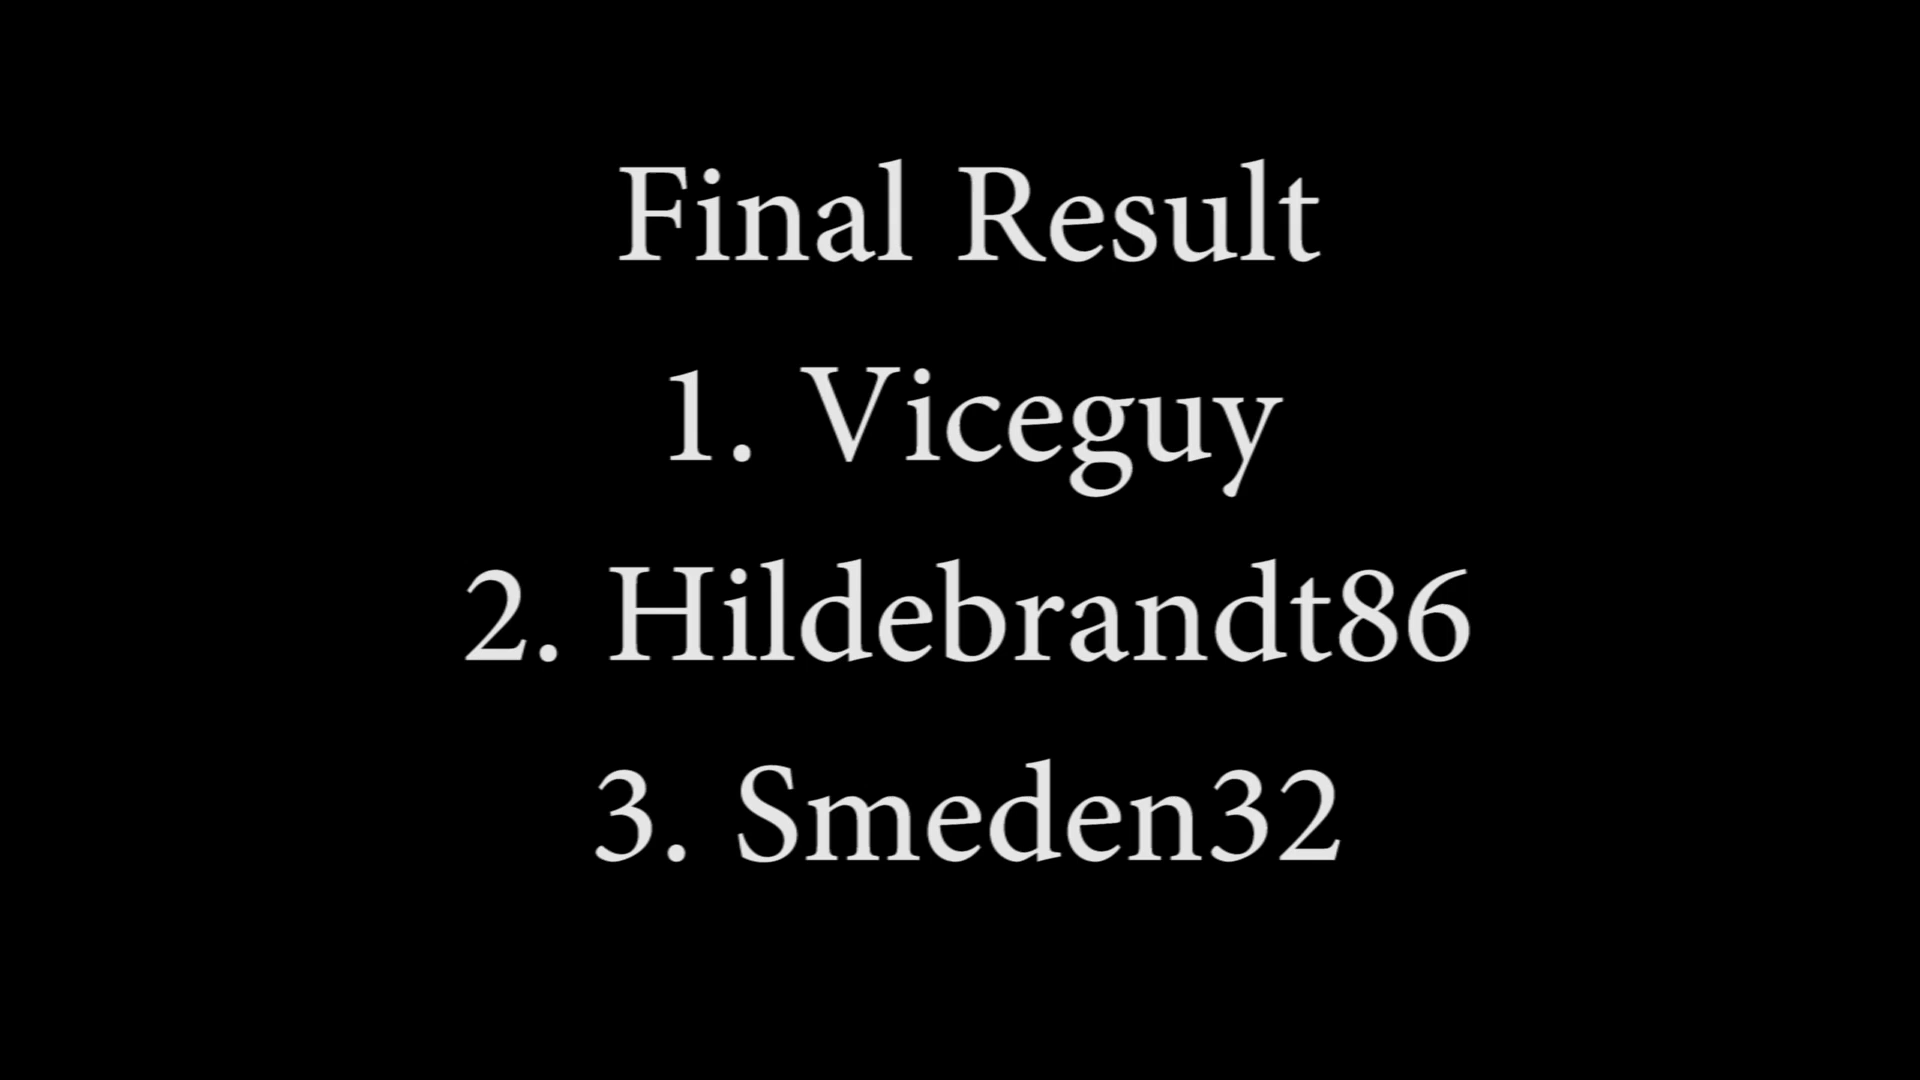 Final Result
1. Viceguy
2. Hildebrandt86
3. Smeden32